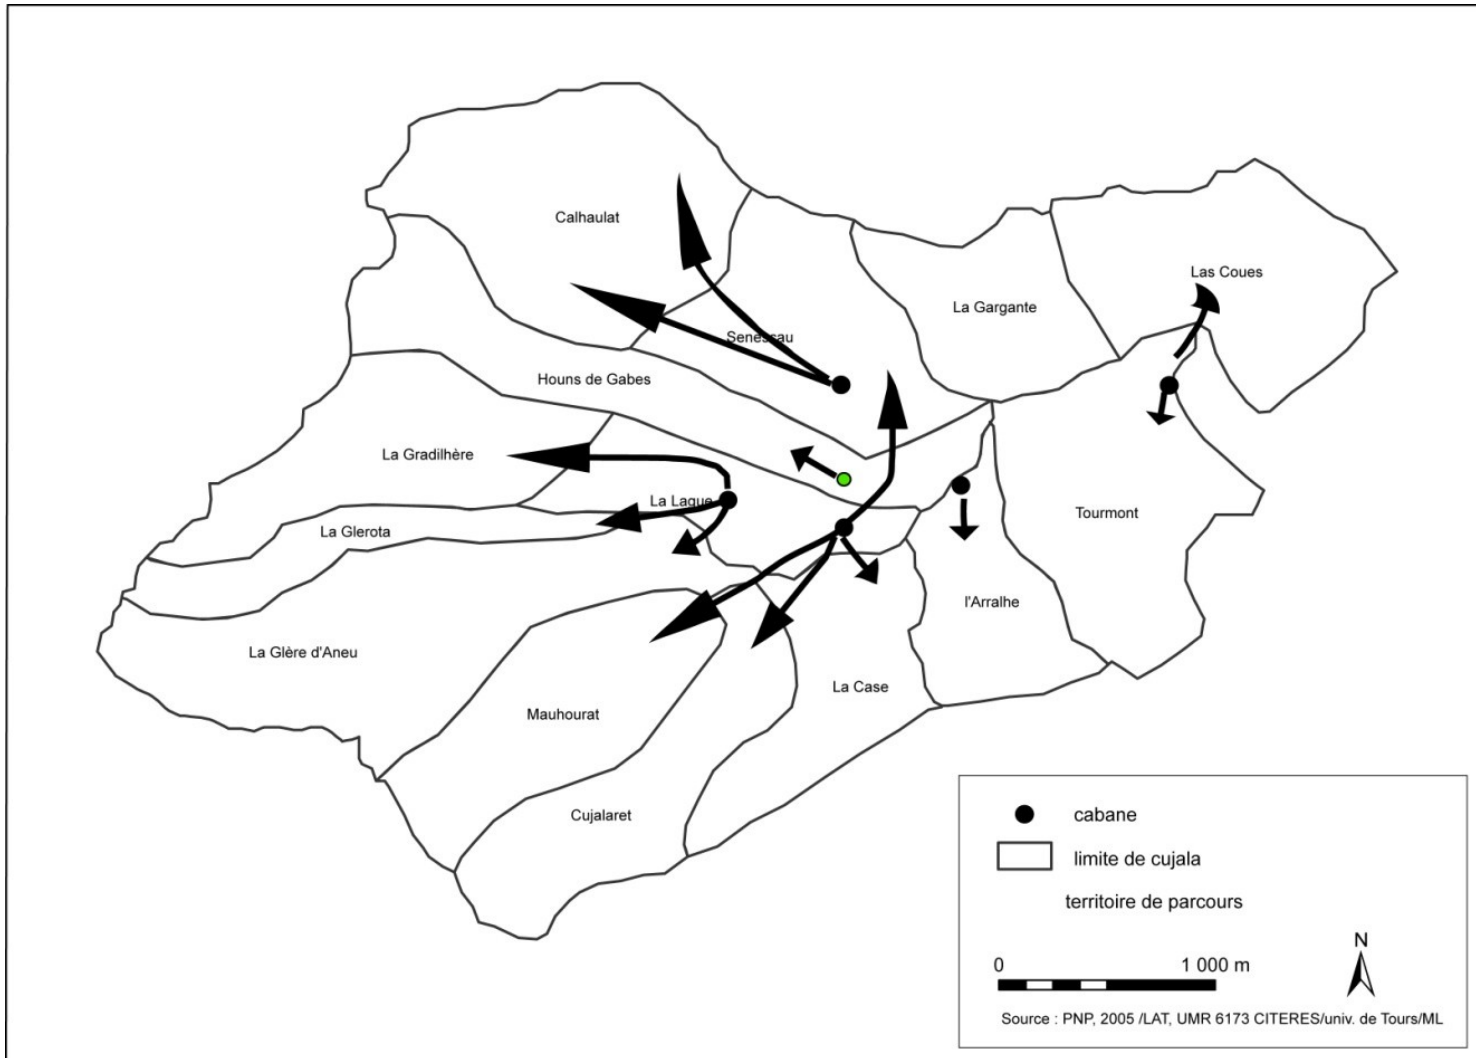 Calhaulat
Las Coues
La Gargante
Senessau
Houns de Gabes
La Gradilhère
La Laque
Tourmont
La Glerota
l'Arralhe
La Glère d'Aneu
La Case
Mauhourat
Cujalaret
cabane
limite de cujala
territoire de parcours
N
0 1 000 m
Source : PNP, 2005 /LAT, UMR 6173 CITERES/univ. de Tours/ML